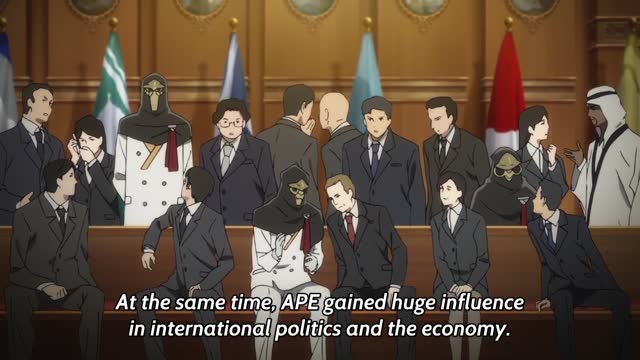 At the same time, APE gained huge influence
in international politics and the economy.